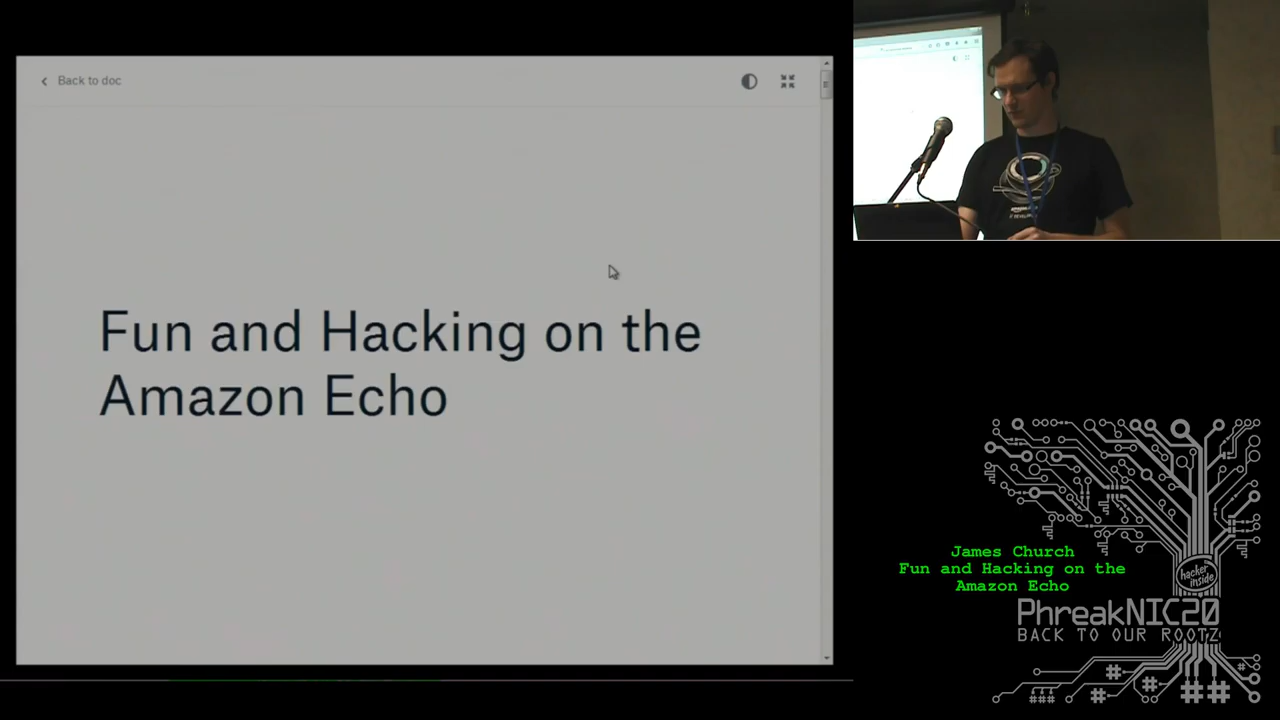 Back to doc
Fun and Hacking on the
Amazon Echo
James Church
Fun and Hacking on the
Amazon Echo
hacker
inside
PhreakNIC20
BACK TO OUR ROOTZ